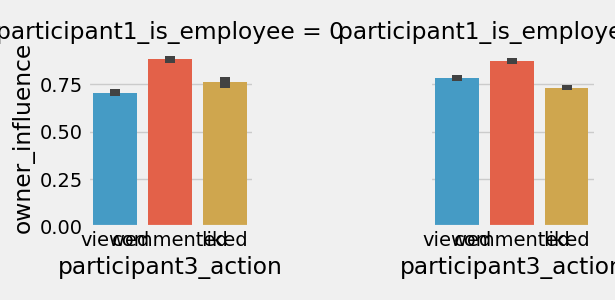 participant1_is_employee = 0
participant1_is_employe
owner_influence
0.75
0.50
0.25
0.00
viewed commented liked
viewed commented liked
participant3_action
participant3_action